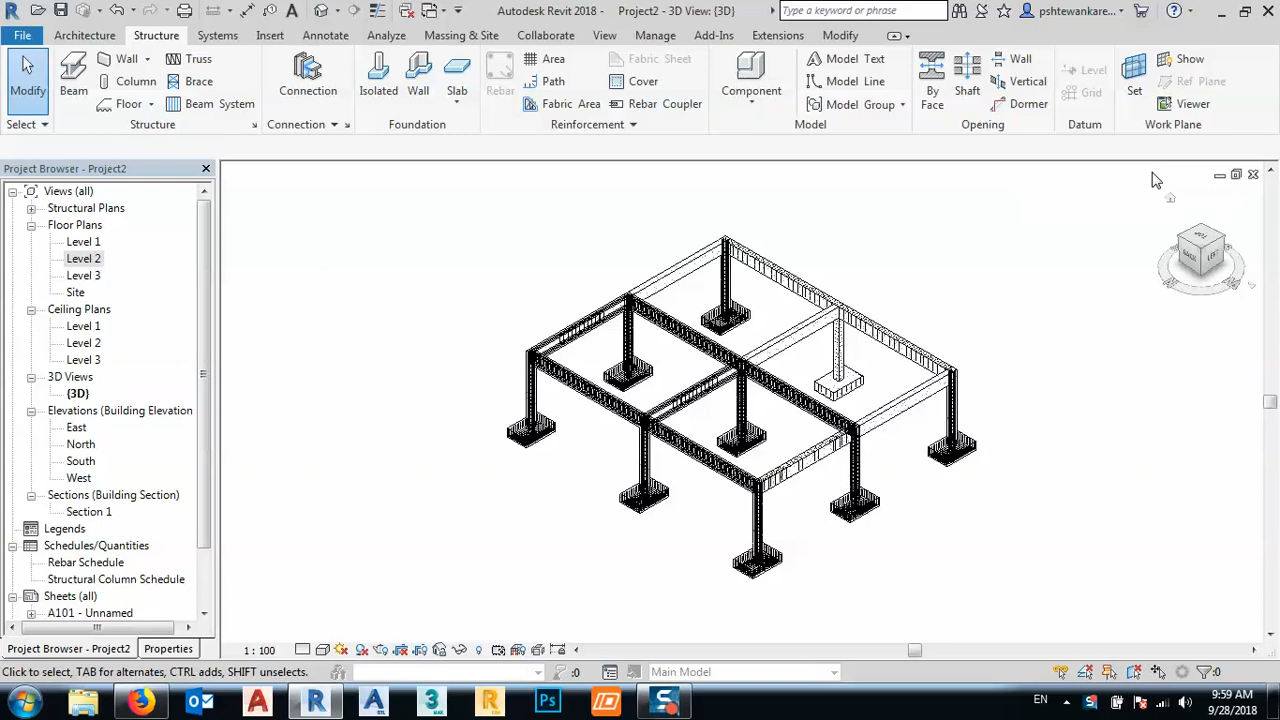 Autodesk Revit 2018 - Project2 - 3D View: {3D}
Type a keyword or phrase
pshtewankare...
File Architecture Structure Systems Insert Annotate Analyze Massing & Site Collaborate View Manage Add-Ins Extensions Modify
Modify
Select
Beam
Wall
Column
Floor
Truss
Brace
Beam System
Structure
Connection
Connection
Isolated
Wall
Slab
Foundation
Rebar
Area
Path
Fabric Area
Fabric Sheet
Cover
Rebar Coupler
Reinforcement
Component
Model Text
Model Line
Model Group
Model
By
Face
Shaft
Wall
Vertical
Dormer
Opening
Level
Grid
Datum
Set
Show
Ref Plane
Viewer
Work Plane
Project Browser - Project2
Views (all)
Structural Plans
Floor Plans
Level 1
Level 2
Level 3
Site
Ceiling Plans
Level 1
Level 2
Level 3
3D Views
{3D}
Elevations (Building Elevation
East
North
South
West
Sections (Building Section)
Section 1
Legends
Schedules/Quantities
Rebar Schedule
Structural Column Schedule
Sheets (all)
A101 - Unnamed
Project Browser - Project2 Properties
BACK LEFT
1 : 100
Click to select, TAB for alternates, CTRL adds, SHIFT unselects.
:0
Main Model
:0
EN
9:59 AM
9/28/2018